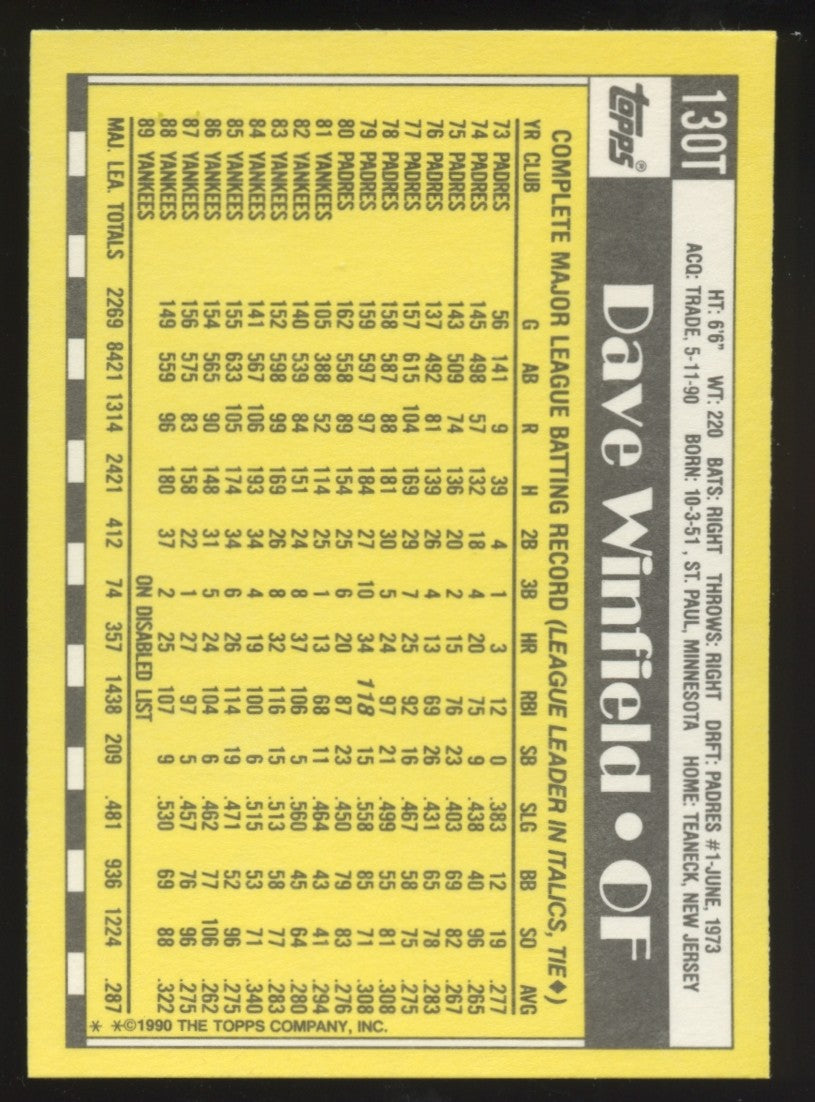 130T
HT: 6'6" WT: 220 BATS: RIGHT THROWS: RIGHT DRFT: PADRES #1-JUNE, 1973
ACQ: TRADE, 5-11-90 BORN: 10-3-51, ST. PAUL, MINNESOTA HOME: TEANECK, NEW JERSEY
topps® Dave Winfield • OF
COMPLETE MAJOR LEAGUE BATTING RECORD (LEAGUE LEADER IN ITALICS, TIE♦)
YR CLUB G AB R H 2B 3B HR RBI SB SLG BB SO AVG
73 PADRES 56 141 9 39 4 1 3 12 0 .383 12 19 .277
74 PADRES 145 498 57 132 18 4 20 75 9 .438 40 96 .265
75 PADRES 143 509 74 136 20 2 15 76 23 .403 69 82 .267
76 PADRES 137 492 81 139 26 4 13 69 26 .431 65 78 .283
77 PADRES 157 615 104 169 29 7 25 92 16 .467 58 75 .275
78 PADRES 158 587 88 181 30 5 24 97 21 .499 55 81 .308
79 PADRES 159 597 97 184 27 10 34 118 15 .558 85 71 .308
80 PADRES 162 558 89 154 25 6 20 87 23 .450 79 83 .276
81 YANKEES 105 388 52 114 25 1 13 68 11 .464 43 41 .294
82 YANKEES 140 539 84 151 24 8 37 106 5 .560 45 64 .280
83 YANKEES 152 598 99 169 26 8 32 116 15 .513 58 77 .283
84 YANKEES 141 567 106 193 34 4 19 100 6 .515 53 71 .340
85 YANKEES 155 633 105 174 34 6 26 114 19 .471 52 96 .275
86 YANKEES 154 565 90 148 31 5 24 104 6 .462 77 106 .262
87 YANKEES 156 575 83 158 22 1 27 97 5 .457 76 96 .275
88 YANKEES 149 559 96 180 37 2 25 107 9 .530 69 88 .322
89 YANKEES ON DISABLED LIST
MAJ. LEA. TOTALS 2269 8421 1314 2421 412 74 357 1438 209 .481 936 1224 .287
* *©1990 THE TOPPS COMPANY, INC.